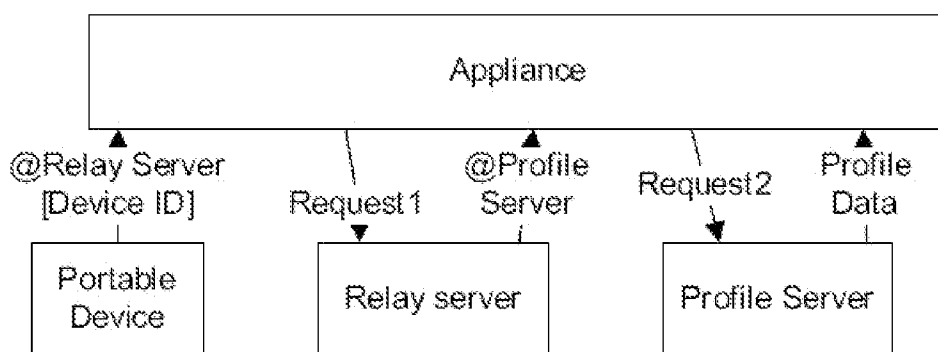 Appliance
@Relay Server
[Device ID]
Request1
@Profile
Server
Request2
Profile
Data
Portable
Device
Relay server
Profile Server